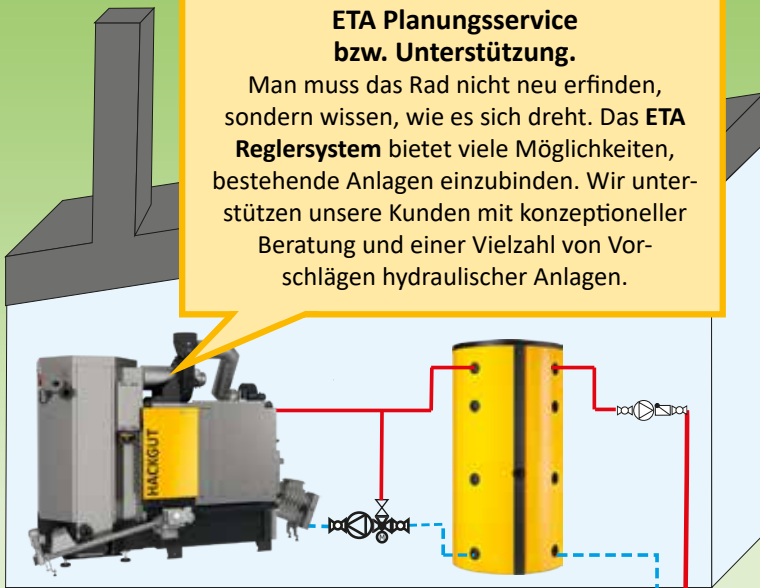 ETA Planungsservice
bzw. Unterstützung.
Man muss das Rad nicht neu erfinden,
sondern wissen, wie es sich dreht. Das ETA
Reglersystem bietet viele Möglichkeiten,
bestehende Anlagen einzubinden. Wir unter-
stützen unsere Kunden mit konzeptioneller
Beratung und einer Vielzahl von Vor-
schlägen hydraulischer Anlagen.
HACKGUT